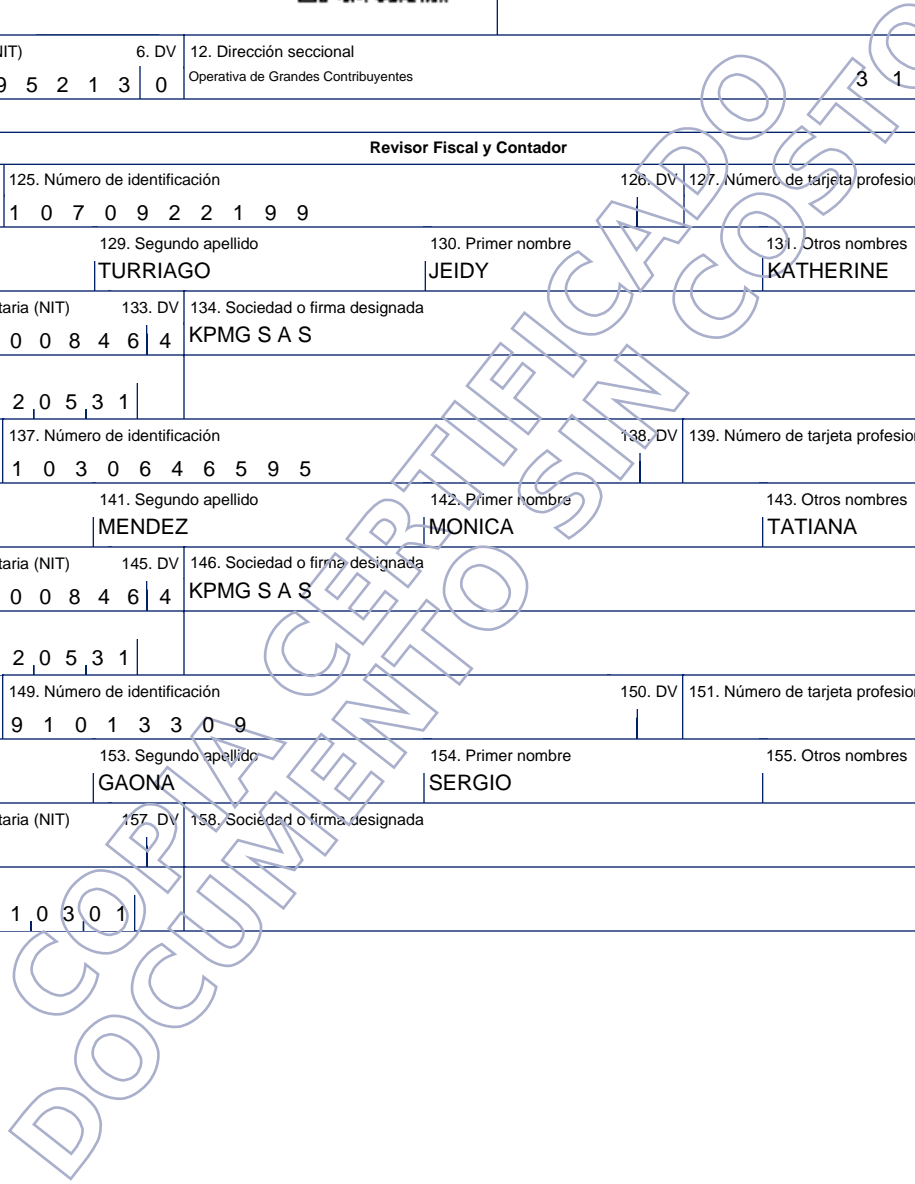 IT) 6. DV 12. Dirección seccional
9 5 2 1 3 0 Operativa de Grandes Contribuyentes 3 1
Revisor Fiscal y Contador
125. Número de identificación 126. DV 127. Número de tarjeta profesion
1 0 7 0 9 2 2 1 9 9
129. Segundo apellido 130. Primer nombre 131. Otros nombres
TURRIAGO JEIDY KATHERINE
taria (NIT) 133. DV 134. Sociedad o firma designada
0 0 8 4 6 4 KPMG S A S
2 0 5 3 1
137. Número de identificación 138. DV 139. Número de tarjeta profesion
1 0 3 0 6 4 6 5 9 5
141. Segundo apellido 142. Primer nombre 143. Otros nombres
MENDEZ MONICA TATIANA
taria (NIT) 145. DV 146. Sociedad o firma designada
0 0 8 4 6 4 KPMG S A S
2 0 5 3 1
149. Número de identificación 150. DV 151. Número de tarjeta profesion
9 1 0 1 3 3 0 9
153. Segundo apellido 154. Primer nombre 155. Otros nombres
GAONA SERGIO
taria (NIT) 157. DV 158. Sociedad o firma designada
1 0 3 0 1
COPIA CERTIFICADO
DOCUMENTO SIN COSTO